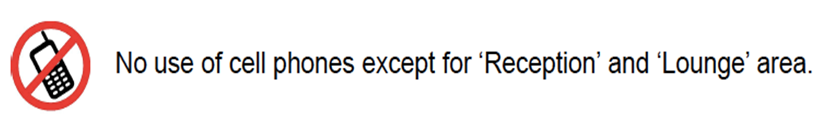 No use of cell phones except for ‘Reception’ and ‘Lounge’ area.